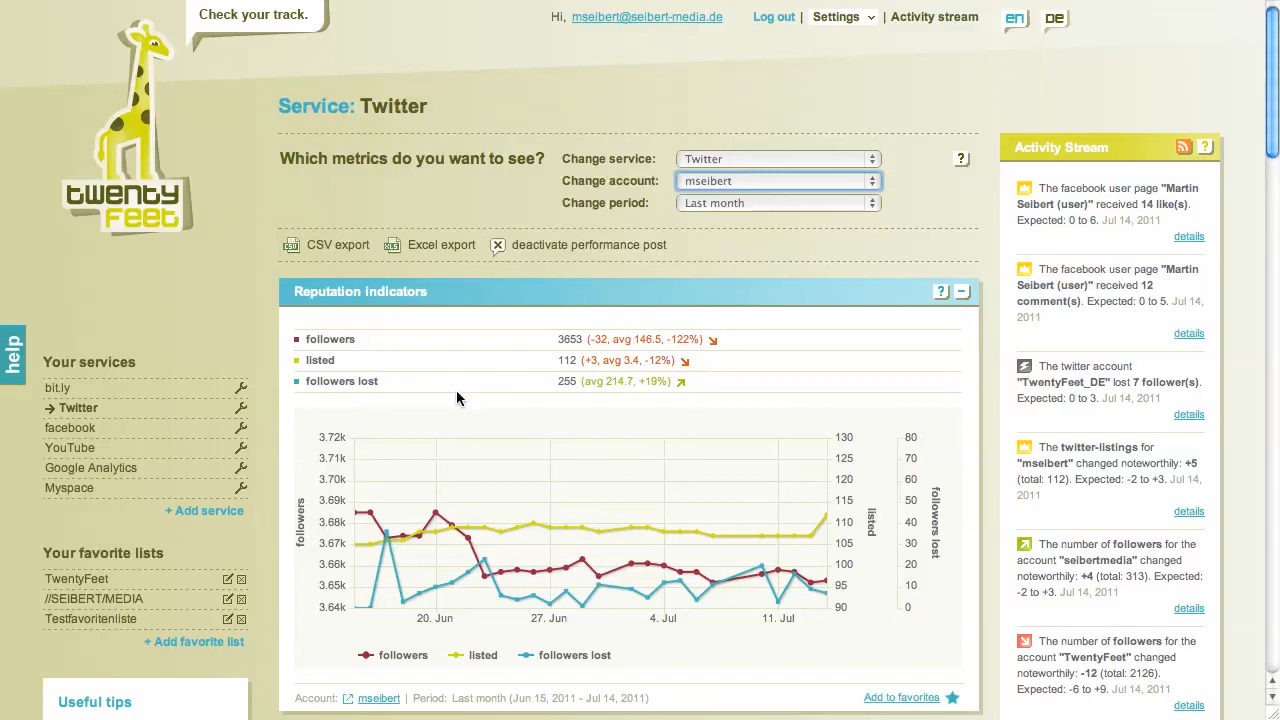 Check your track.
Hi, mseibert@seibert-media.de Log out | Settings | Activity stream en DE
twenty
feet
Service: Twitter
Which metrics do you want to see?
Change service: Twitter
Change account: mseibert
Change period: Last month
?
CSV export XLS Excel export deactivate performance post
Reputation indicators ?
followers 3653 (-32, avg 146.5, -122%)
listed 112 (+3, avg 3.4, -12%)
followers lost 255 (avg 214.7, +19%)
3.72k 130 80
3.71k 125 70
3.70k 120 60
3.69k 115 50
3.68k 110 40
3.67k 105 30
3.66k 100 20
3.65k 95 10
3.64k 90 0
followers
listed
followers lost
20. Jun 27. Jun 4. Jul 11. Jul
followers listed followers lost
Account: mseibert | Period: Last month (Jun 15, 2011 - Jul 14, 2011)
Add to favorites
help
Your services
bit.ly
Twitter
facebook
YouTube
Google Analytics
Myspace
+ Add service
Your favorite lists
TwentyFeet
//SEIBERT/MEDIA
Testfavoritenliste
+ Add favorite list
Useful tips
Activity Stream ?
The facebook user page "Martin
Seibert (user)" received 14 like(s).
Expected: 0 to 6. Jul 14, 2011
details
The facebook user page "Martin
Seibert (user)" received 12
comment(s). Expected: 0 to 5. Jul 14,
2011
details
The twitter account
"TwentyFeet_DE" lost 7 follower(s).
Expected: 0 to 3. Jul 14, 2011
details
The twitter-listings for
"mseibert" changed noteworthily: +5
(total: 112). Expected: -2 to +3. Jul 14,
2011
details
The number of followers for the
account "seibertmedia" changed
noteworthily: +4 (total: 313). Expected:
-2 to +3. Jul 14, 2011
details
The number of followers for the
account "TwentyFeet" changed
noteworthily: -12 (total: 2126).
Expected: -6 to +9. Jul 14, 2011
details